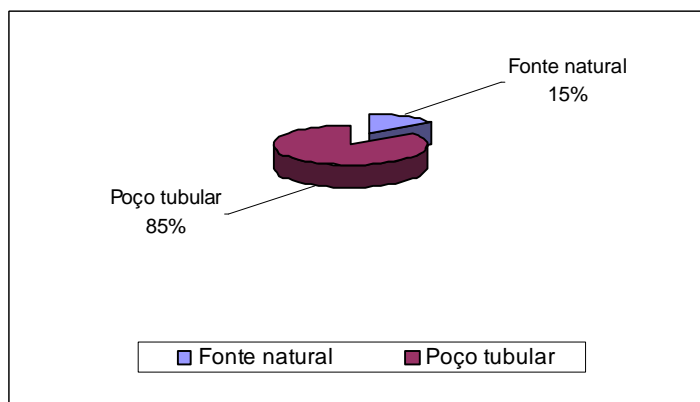 Fonte natural
15%
Poço tubular
85%
Fonte natural Poço tubular